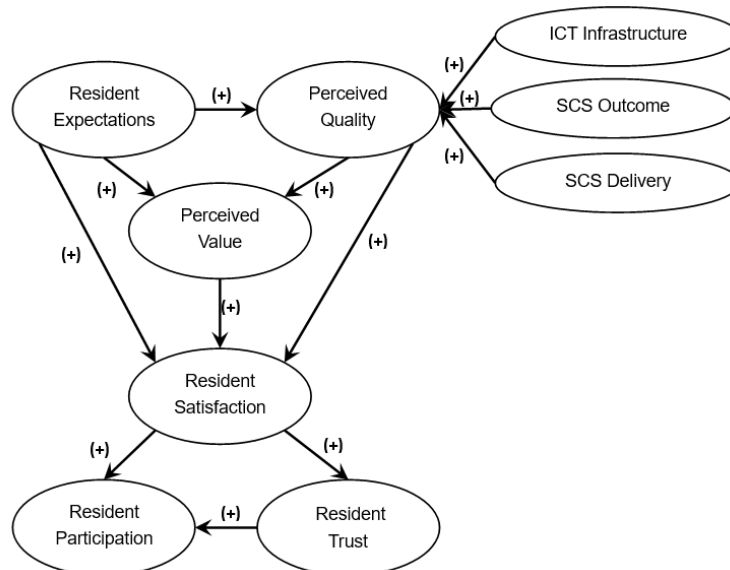 ICT Infrastructure
(+)
Resident
Expectations
(+)
Perceived
Quality
(+)
SCS Outcome
(+)
SCS Delivery
(+)
(+)
Perceived
Value
(+)
(+)
(+)
Resident
Satisfaction
(+)
(+)
Resident
Participation
(+)
Resident
Trust